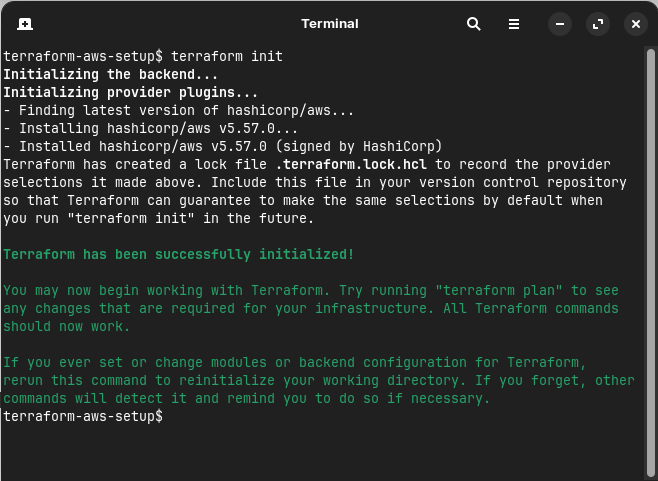 Terminal
terraform-aws-setup$ terraform init
Initializing the backend...
Initializing provider plugins...
- Finding latest version of hashicorp/aws...
- Installing hashicorp/aws v5.57.0...
- Installed hashicorp/aws v5.57.0 (signed by HashiCorp)
Terraform has created a lock file .terraform.lock.hcl to record the provider
selections it made above. Include this file in your version control repository
so that Terraform can guarantee to make the same selections by default when
you run "terraform init" in the future.
Terraform has been successfully initialized!
You may now begin working with Terraform. Try running "terraform plan" to see
any changes that are required for your infrastructure. All Terraform commands
should now work.
If you ever set or change modules or backend configuration for Terraform,
rerun this command to reinitialize your working directory. If you forget, other
commands will detect it and remind you to do so if necessary.
terraform-aws-setup$